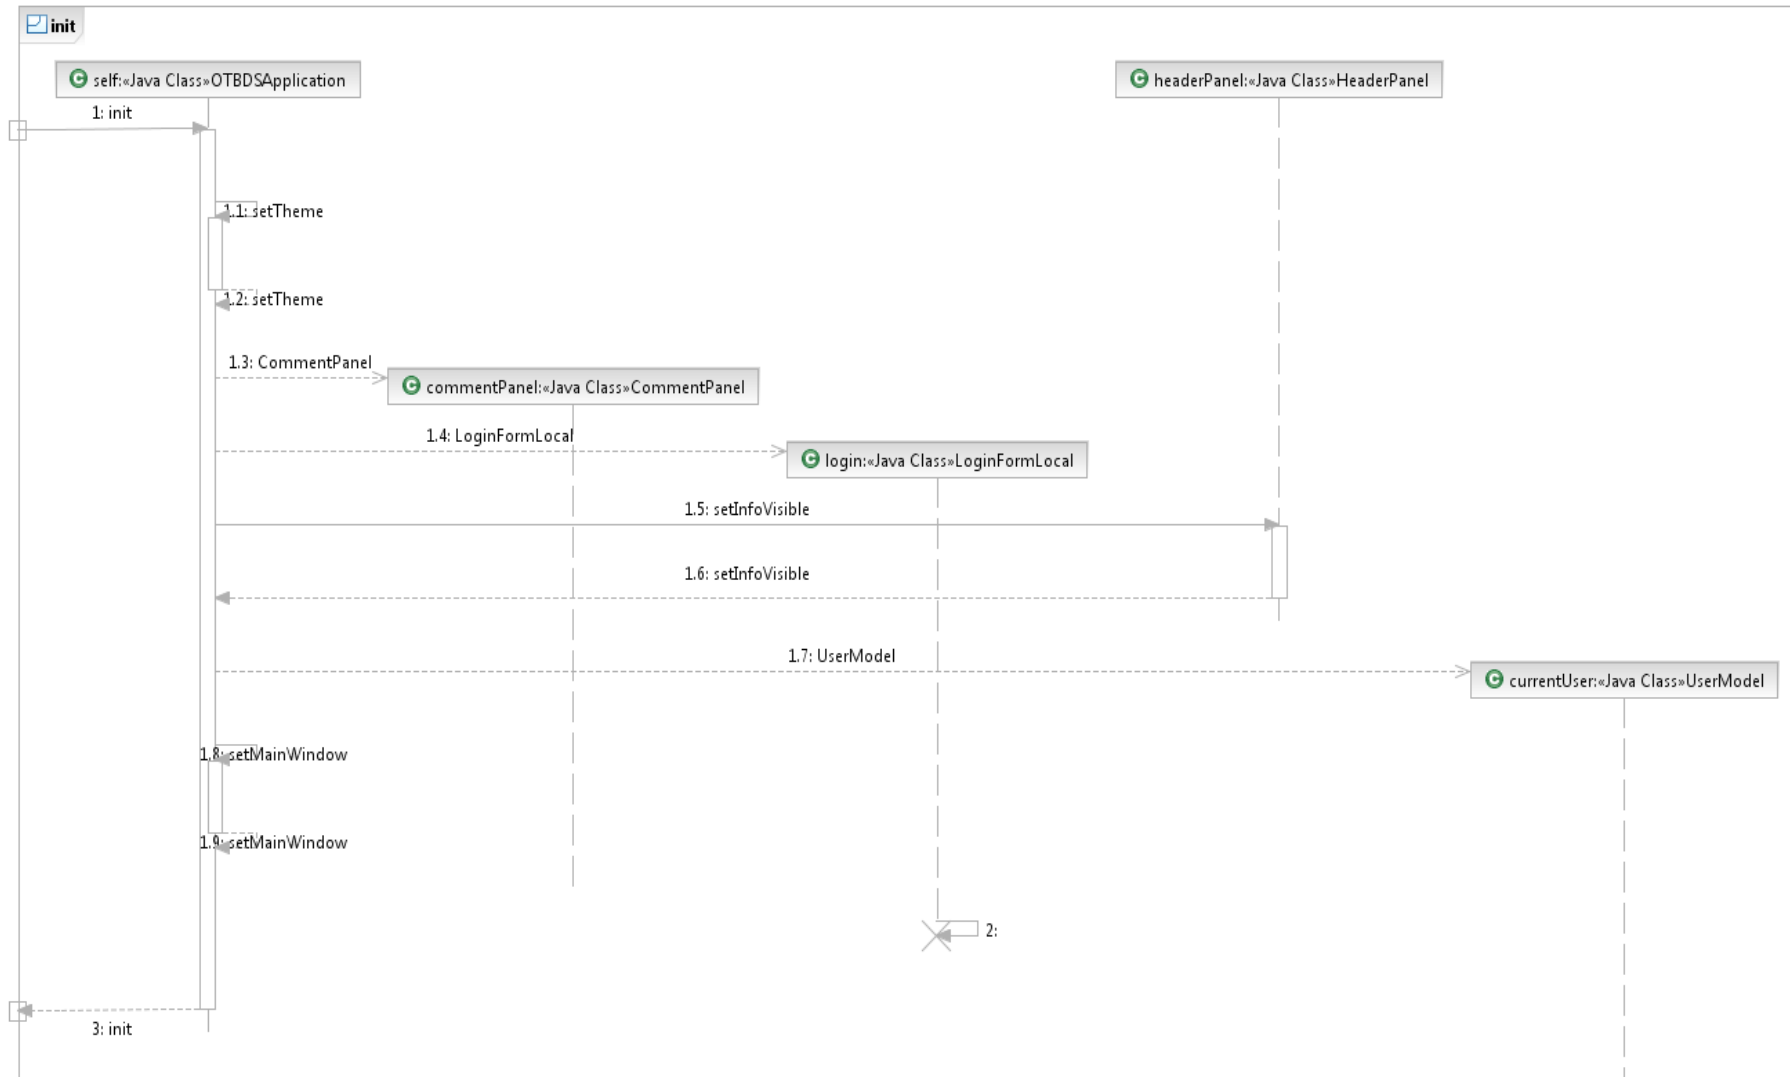 init
self:«Java Class»OTBDSApplication
headerPanel:«Java Class»HeaderPanel
1: init
1.1: setTheme
1.2: setTheme
1.3: CommentPanel
commentPanel:«Java Class»CommentPanel
1.4: LoginFormLocal
login:«Java Class»LoginFormLocal
1.5: setInfoVisible
1.6: setInfoVisible
1.7: UserModel
currentUser:«Java Class»UserModel
1.8: setMainWindow
1.9: setMainWindow
2:
3: init